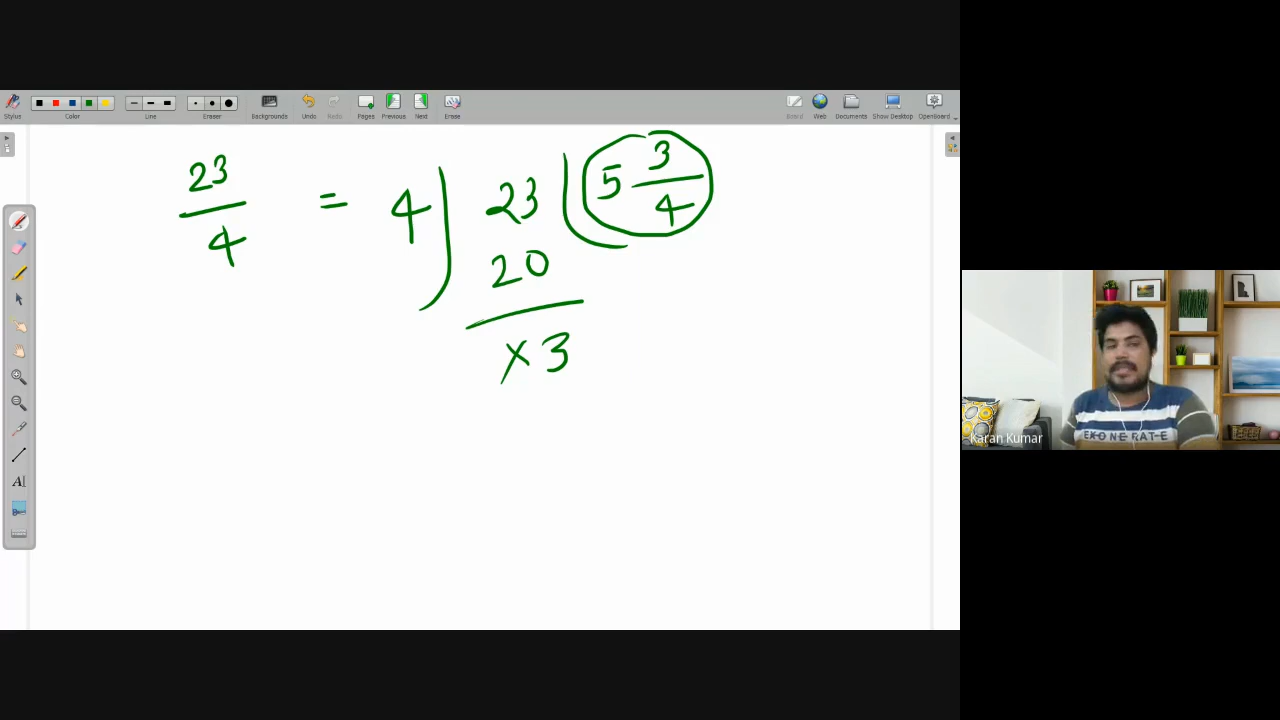 Stylus Color Line Eraser Backgrounds Undo Redo Pages Previous Next Erase Board Web Documents Show Desktop OpenBoard
23/4 = 4) 23 (5 3/4
20
×3
EXONERATE
Karan Kumar